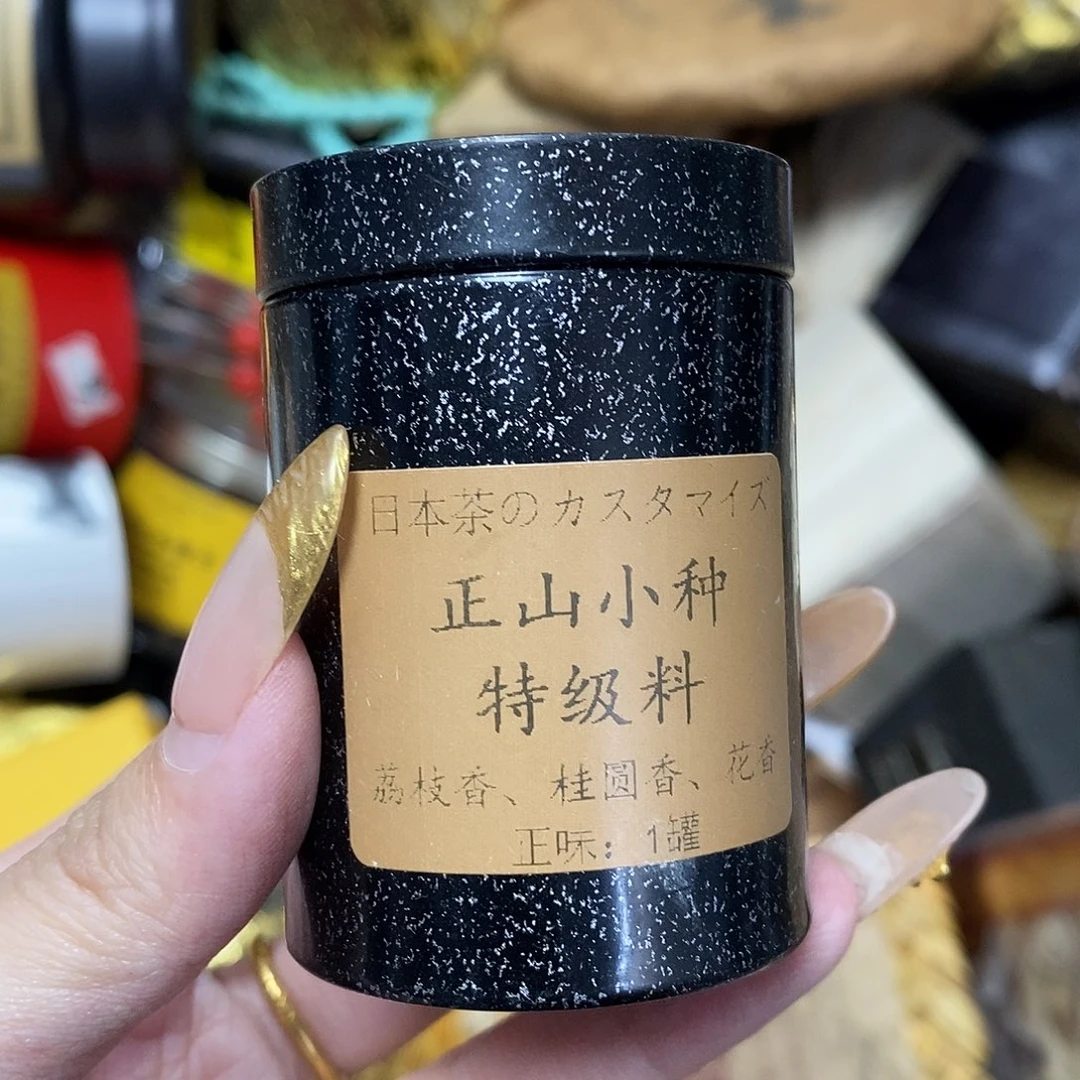 日本茶のカスタマイズ
正山小种
特级料
荔枝香、桂圆香、花香
正味：1罐